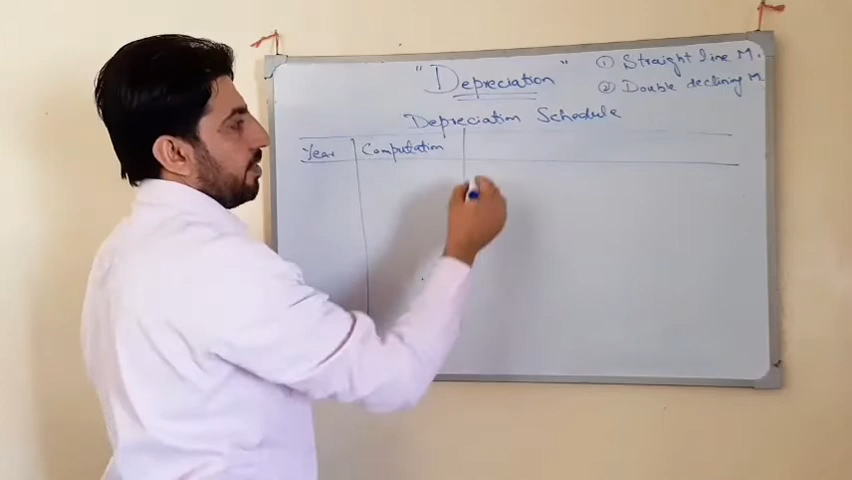 "Depreciation"
① Straight line M.
② Double declining M.
Depreciation Schedule
Year Computation